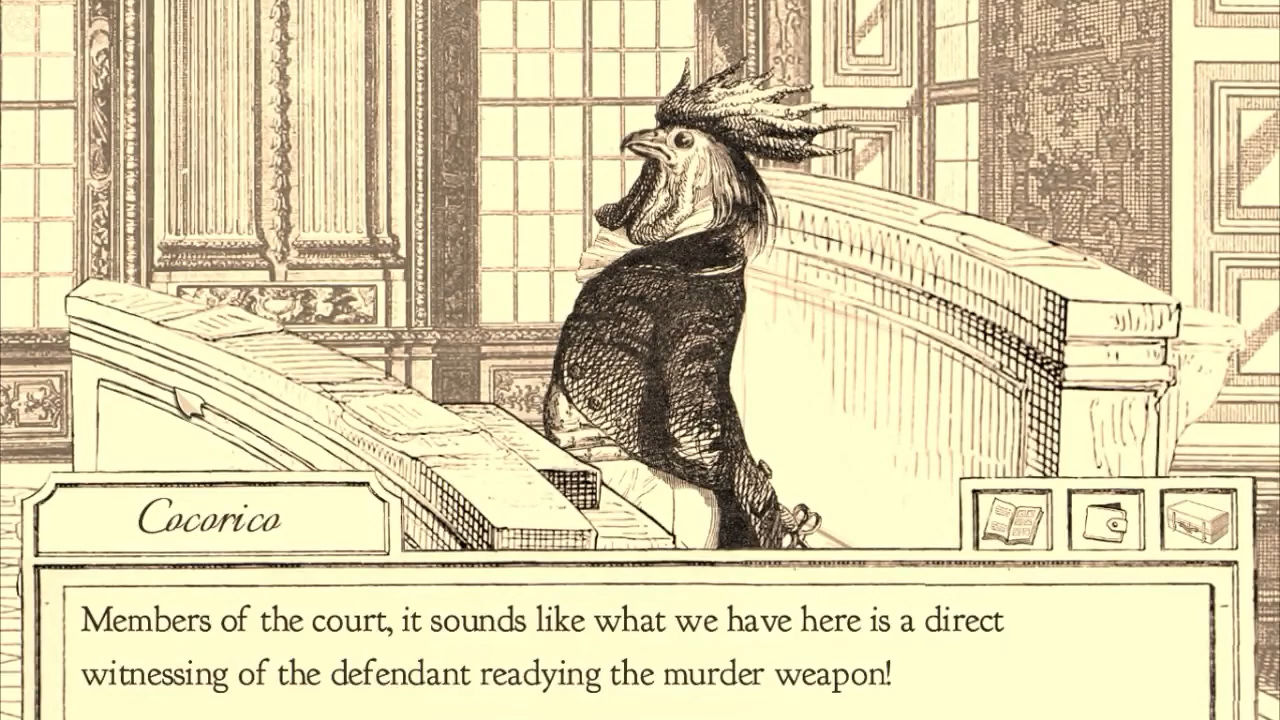 Cocorico
Members of the court, it sounds like what we have here is a direct
witnessing of the defendant readying the murder weapon!